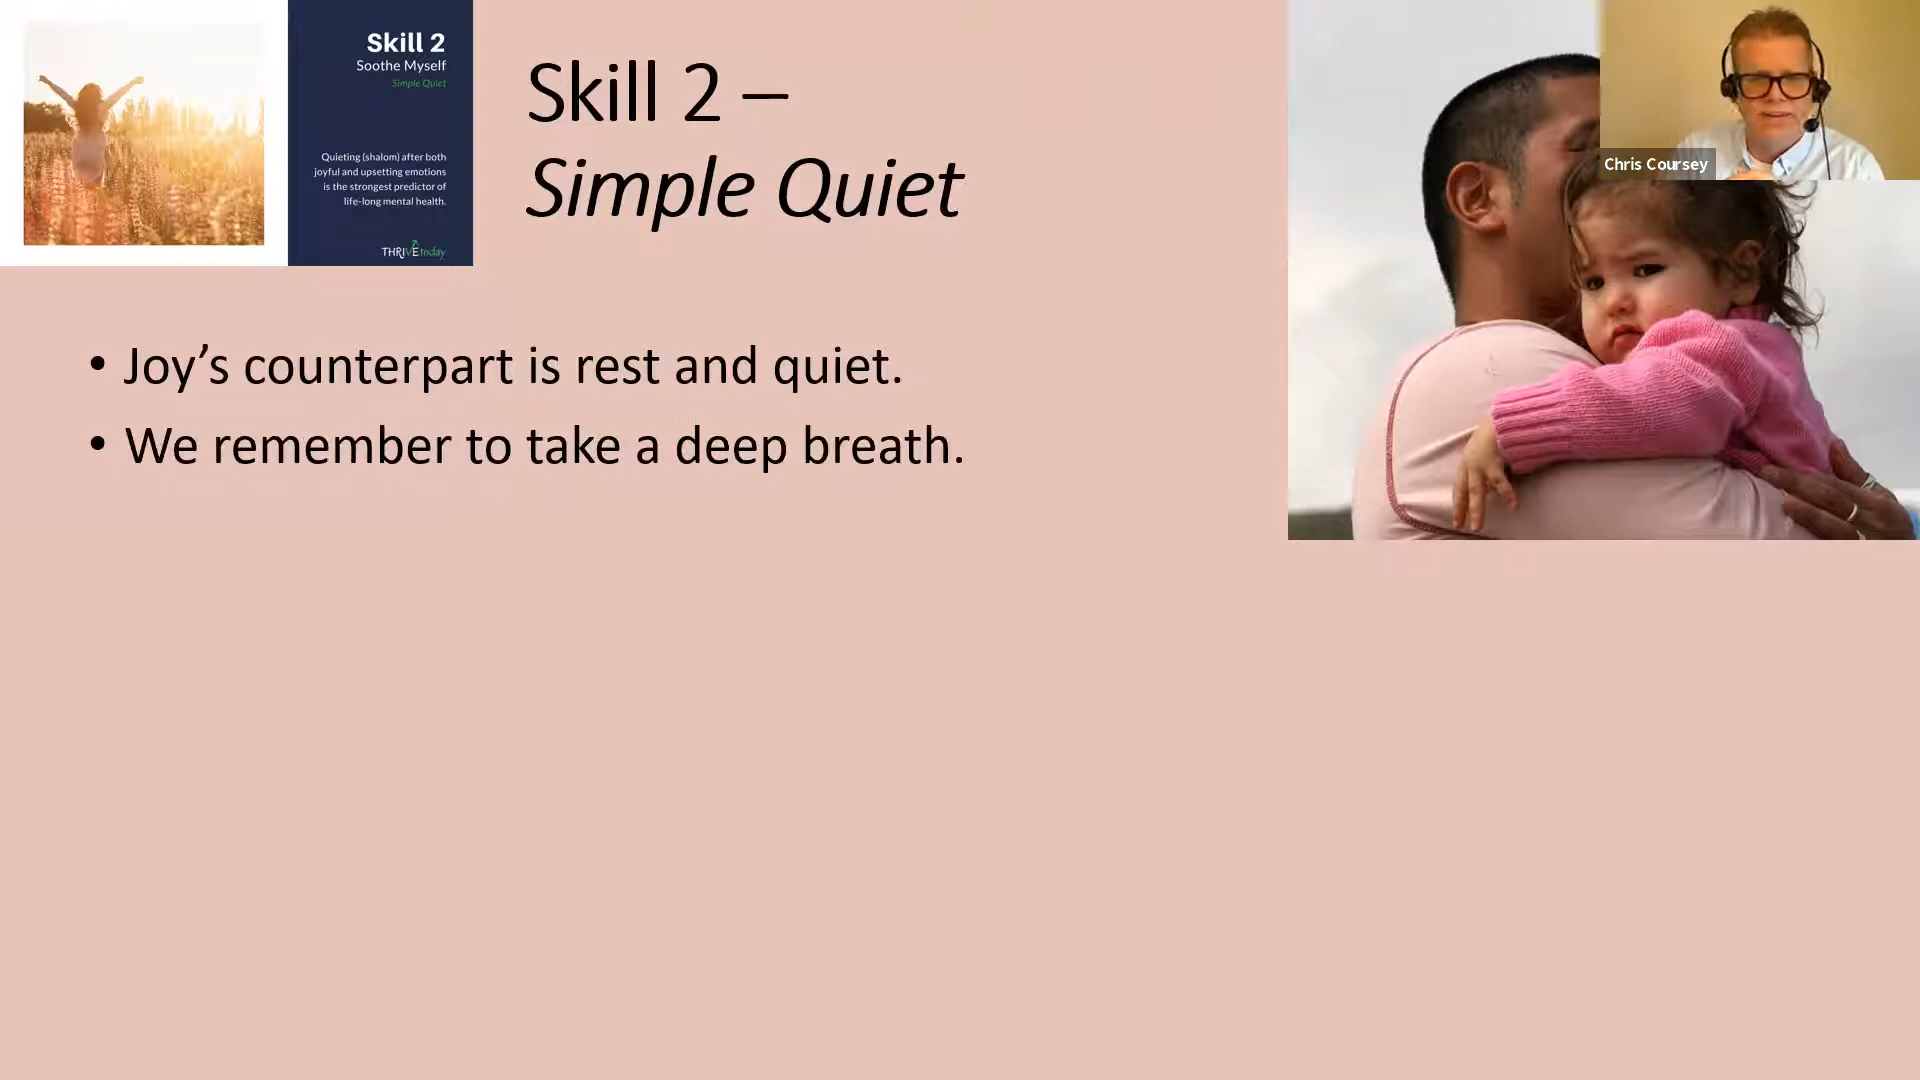 Skill 2
Soothe Myself
Simple Quiet
Quieting (shalom) after both
joyful and upsetting emotions
is the strongest predictor of
life-long mental health.
THRIVEtoday
Skill 2 –
Simple Quiet
Chris Coursey
• Joy’s counterpart is rest and quiet.
• We remember to take a deep breath.